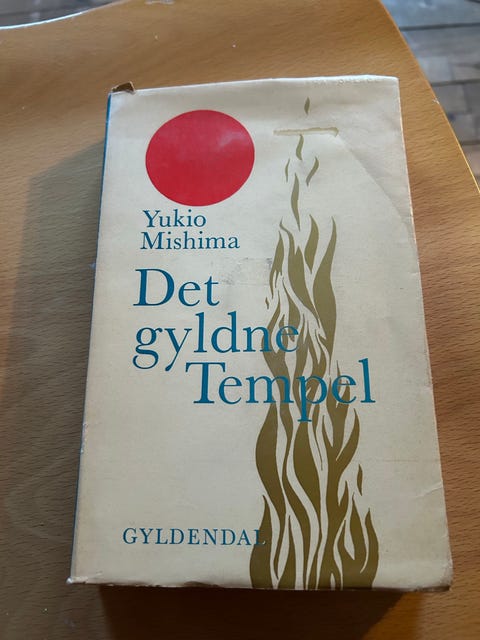 Yukio
Mishima
Det
gyldne
Tempel
GYLDENDAL